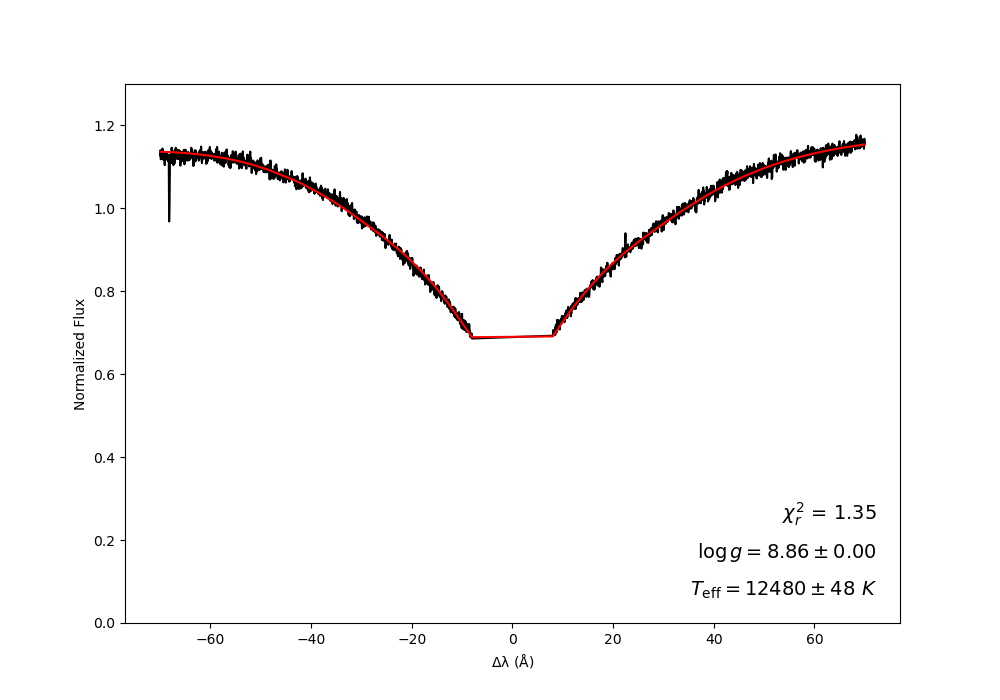 1.2
1.0
0.8
0.6
0.4
0.2
0.0
Normalized Flux
χ²ᵣ = 1.35
log g = 8.86 ± 0.00
T_eff = 12480 ± 48 K
−60 −40 −20 0 20 40 60
Δλ (Å)